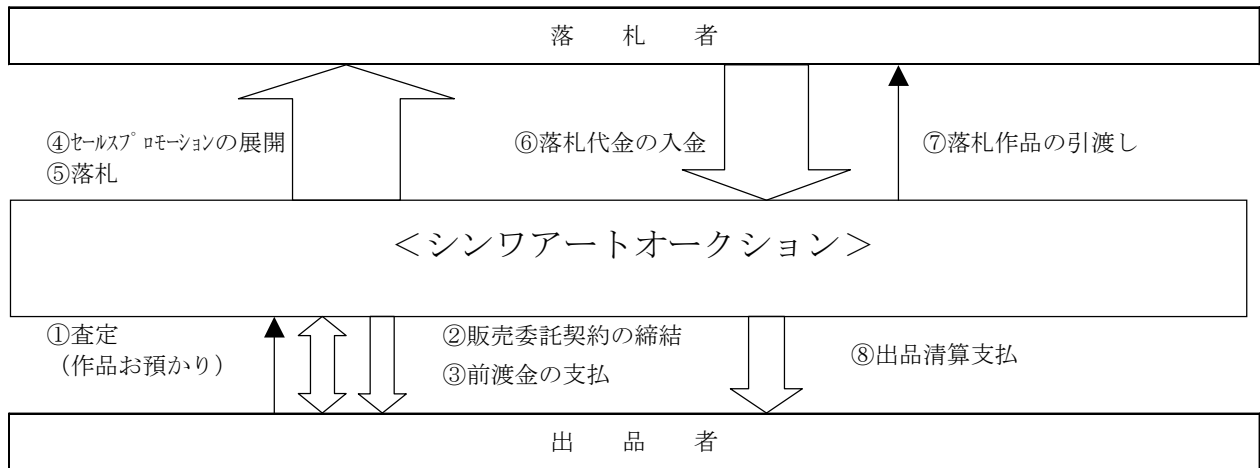 落札者
④ｾｰﾙｽﾌﾟﾛﾓｰｼｮﾝの展開
⑤落札
⑥落札代金の入金
⑦落札作品の引渡し
＜シンワアートオークション＞
①査定
（作品お預かり）
②販売委託契約の締結
③前渡金の支払
⑧出品清算支払
出品者